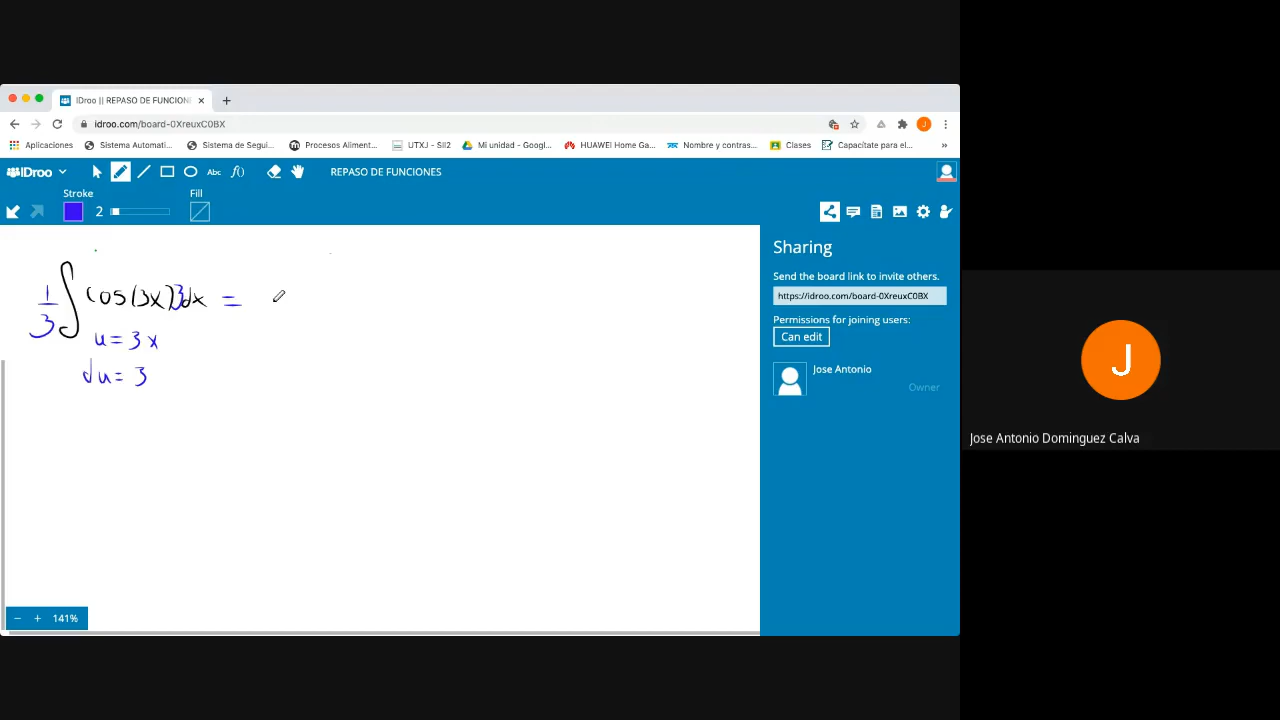 IDroo || REPASO DE FUNCION
idroo.com/board-0XreuxC0BX
J
Aplicaciones Sistema Automati... Sistema de Segui... Procesos Aliment... UTXJ - SII2 Mi unidad - Googl... HUAWEI Home Ga... Nombre y contras... Clases Capacítate para el... »
IDroo Abc f() REPASO DE FUNCIONES
Stroke Fill
2
Sharing
Send the board link to invite others.
https://idroo.com/board-0XreuxC0BX
Permissions for joining users:
Can edit
Jose Antonio
Owner
1/3 ∫ cos(3x)3dx =
u = 3x
du = 3
− + 141%
J
Jose Antonio Dominguez Calva